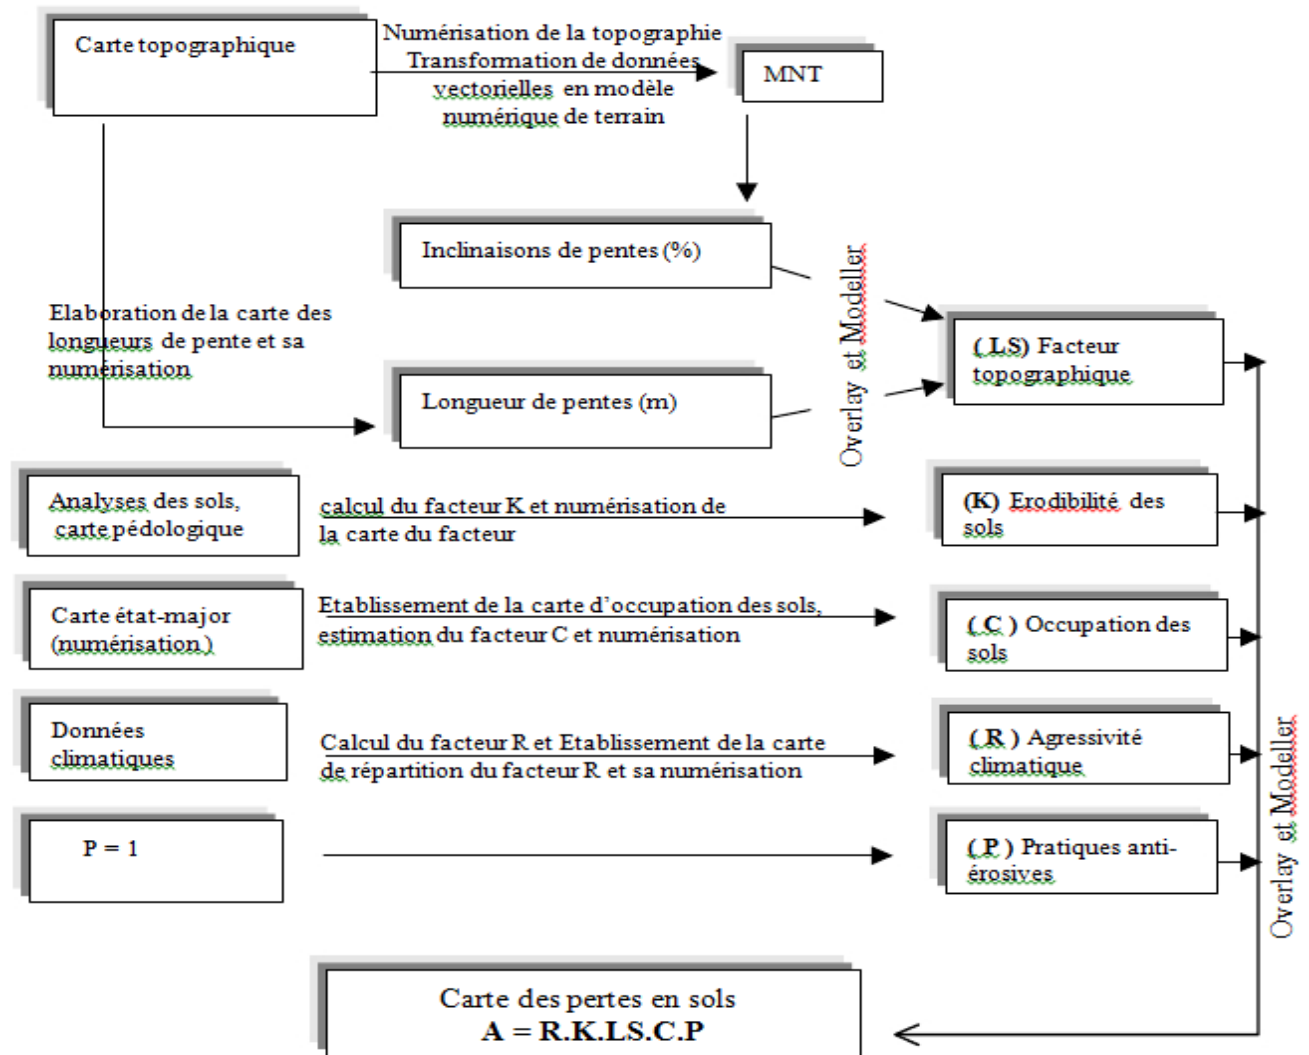 Carte topographique
Numérisation de la topographie
Transformation de données
vectorielles en modèle
numérique de terrain
MNT
Inclinaisons de pentes (%)
Elaboration de la carte des
longueurs de pente et sa
numérisation
Longueur de pentes (m)
Overlay et Modeller
( LS) Facteur
topographique
Analyses des sols,
carte pédologique
calcul du facteur K et numérisation de
la carte du facteur
(K) Erodibilité des
sols
Carte état-major
(numérisation )
Etablissement de la carte d’occupation des sols,
estimation du facteur C et numérisation
( C ) Occupation des
sols
Données
climatiques
Calcul du facteur R et Etablissement de la carte
de répartition du facteur R et sa numérisation
( R ) Agressivité
climatique
P = 1
( P ) Pratiques anti-
érosives
Overlay et Modeller
Carte des pertes en sols
A = R.K.LS.C.P